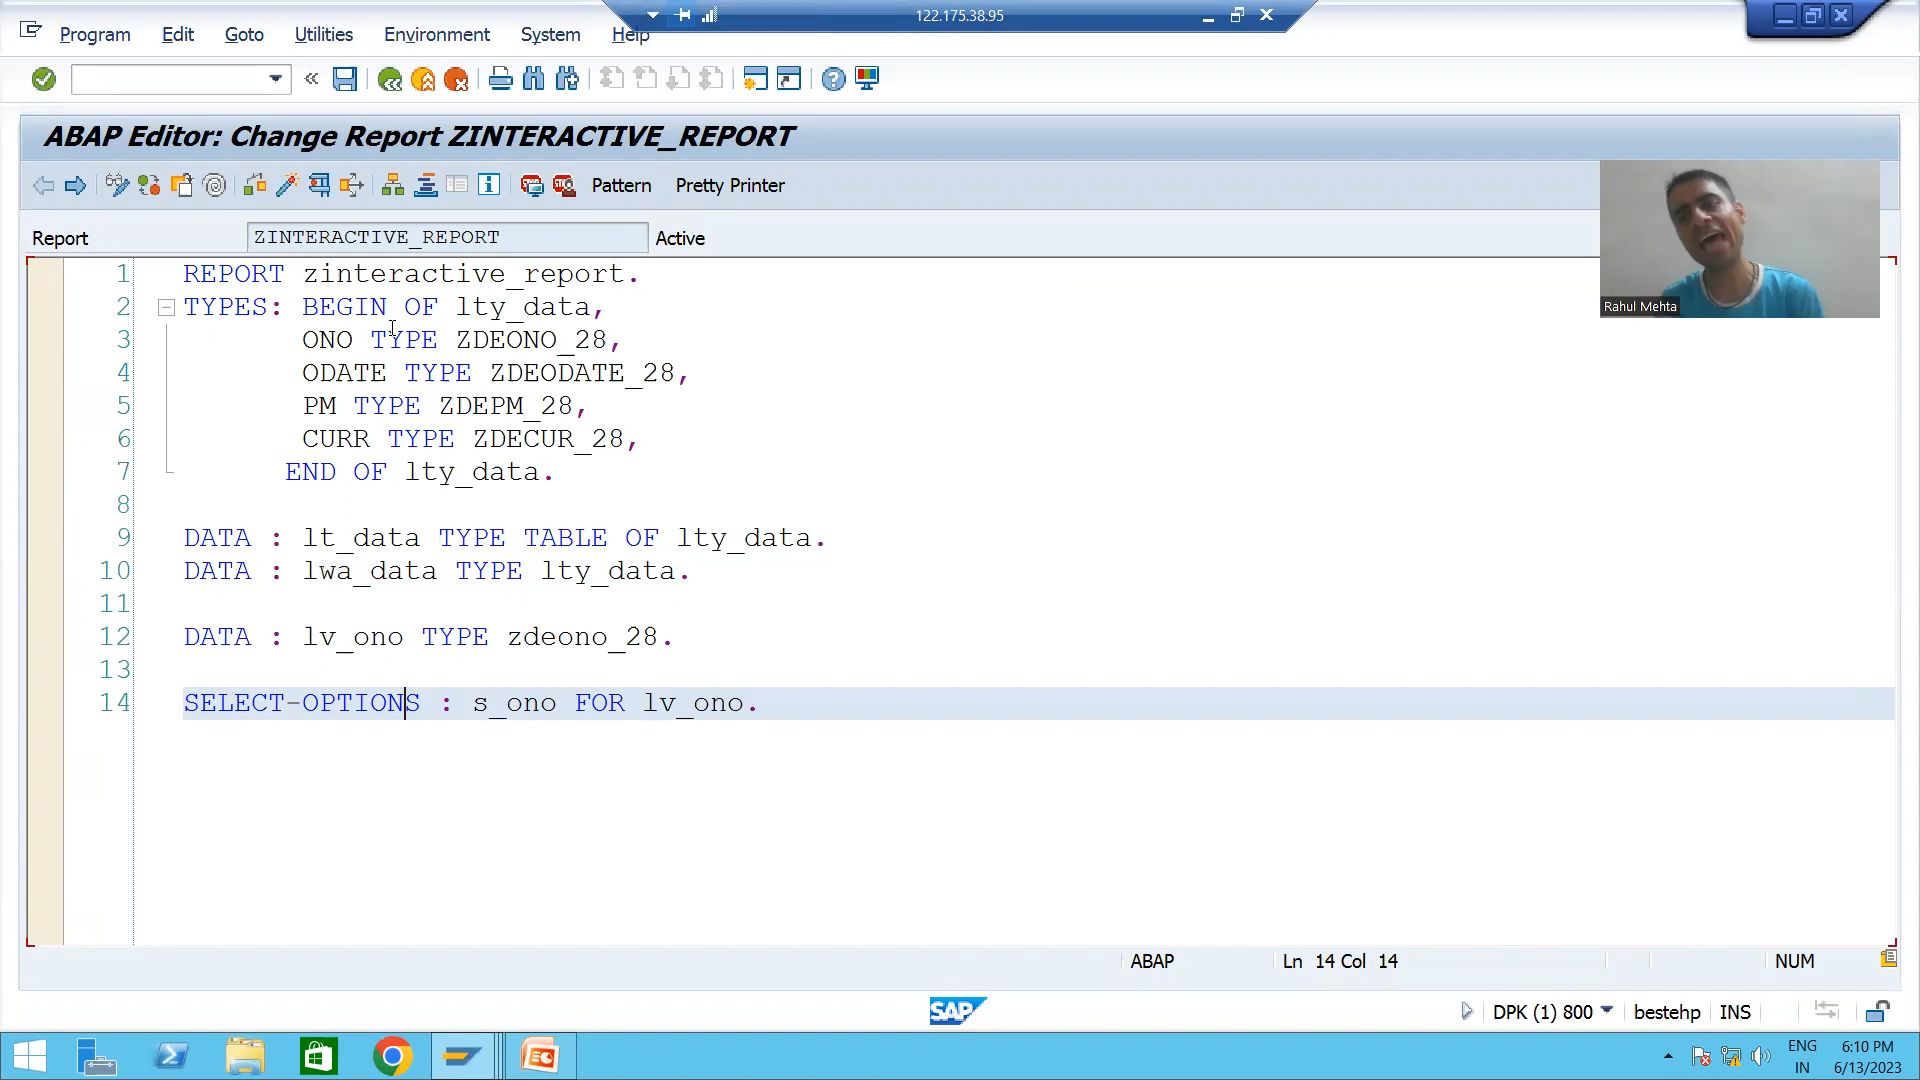 122.175.38.95
Program Edit Goto Utilities Environment System Help
ABAP Editor: Change Report ZINTERACTIVE_REPORT
Pattern Pretty Printer
Report ZINTERACTIVE_REPORT Active
Rahul Mehta
1 REPORT zinteractive_report.
2 TYPES: BEGIN OF lty_data,
3 ONO TYPE ZDEONO_28,
4 ODATE TYPE ZDEODATE_28,
5 PM TYPE ZDEPM_28,
6 CURR TYPE ZDECUR_28,
7 END OF lty_data.
8
9 DATA : lt_data TYPE TABLE OF lty_data.
10 DATA : lwa_data TYPE lty_data.
11
12 DATA : lv_ono TYPE zdeono_28.
13
14 SELECT-OPTIONS : s_ono FOR lv_ono.
ABAP Ln 14 Col 14 NUM
SAP DPK (1) 800 bestehp INS
ENG 6:10 PM
IN 6/13/2023